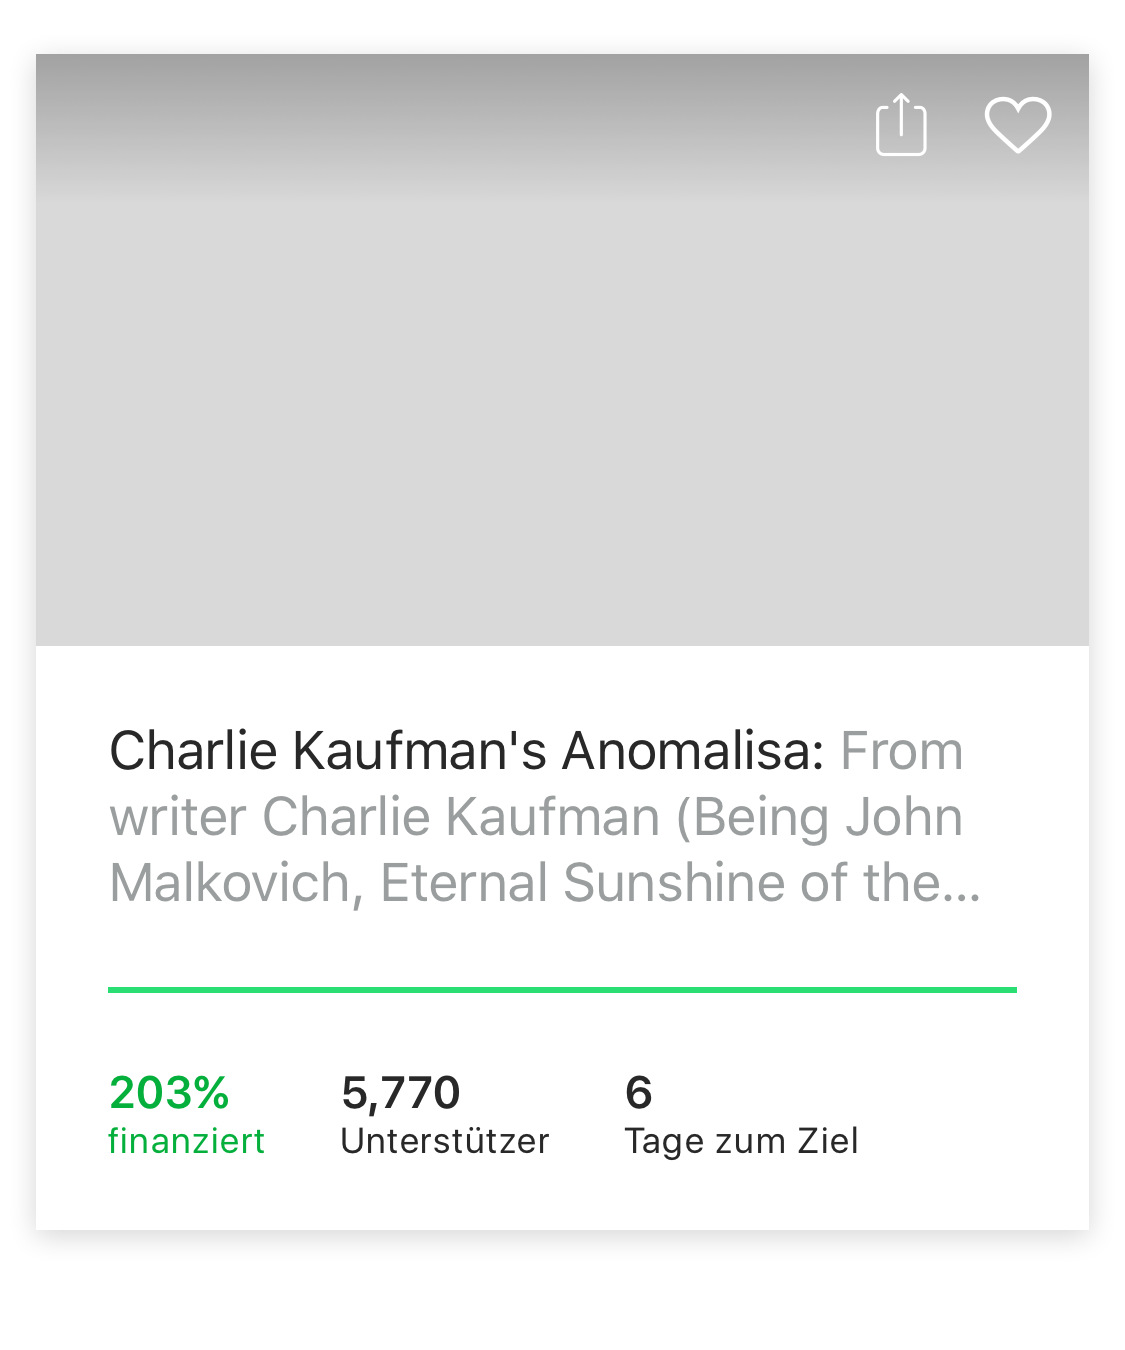 Charlie Kaufman's Anomalisa: From
writer Charlie Kaufman (Being John
Malkovich, Eternal Sunshine of the...
203% 5,770 6
finanziert Unterstützer Tage zum Ziel